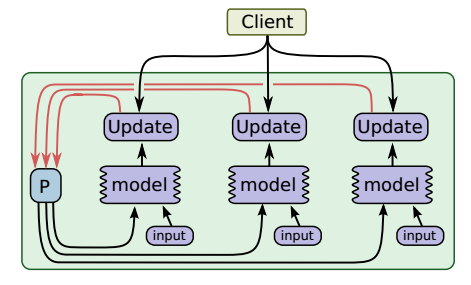 Client
Update
Update
Update
P
model
model
model
input
input
input